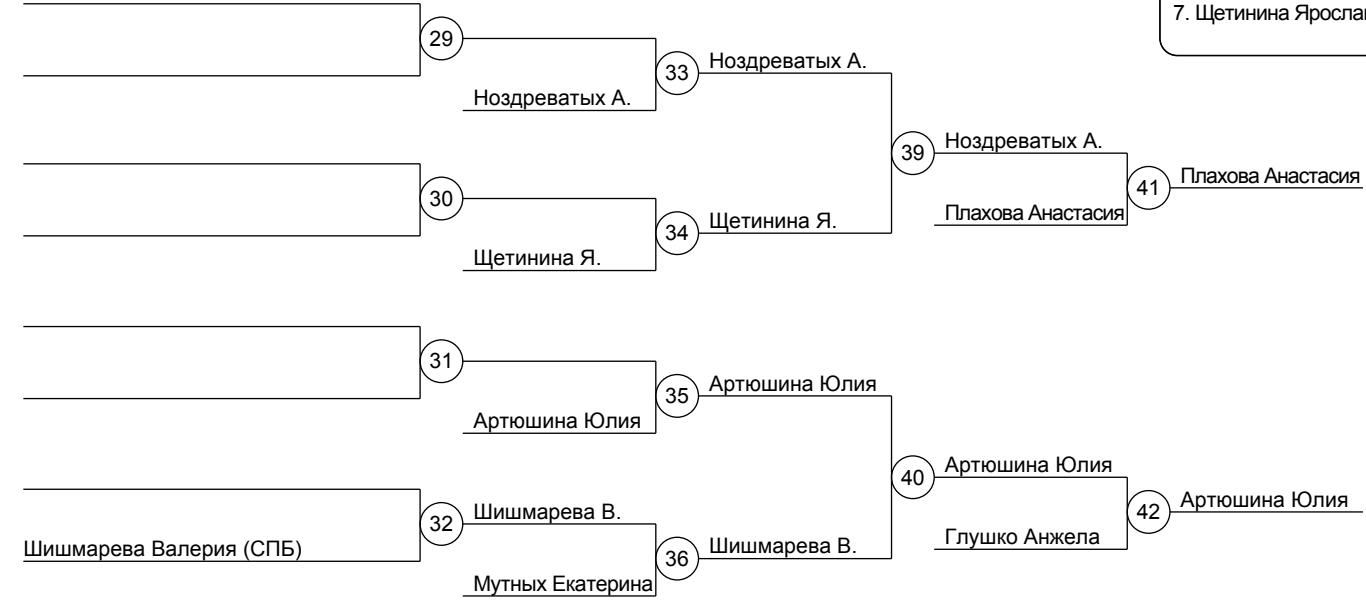 7. Щетинина Яросла
29
33
Ноздреватых А.
Ноздреватых А.
39
Ноздреватых А.
41
Плахова Анастасия
Плахова Анастасия
30
34
Щетинина Я.
Щетинина Я.
31
35
Артюшина Юлия
Артюшина Юлия
40
Артюшина Юлия
42
Артюшина Юлия
Глушко Анжела
32
Шишмарева В.
Шишмарева Валерия (СПБ)
36
Шишмарева В.
Мутных Екатерина